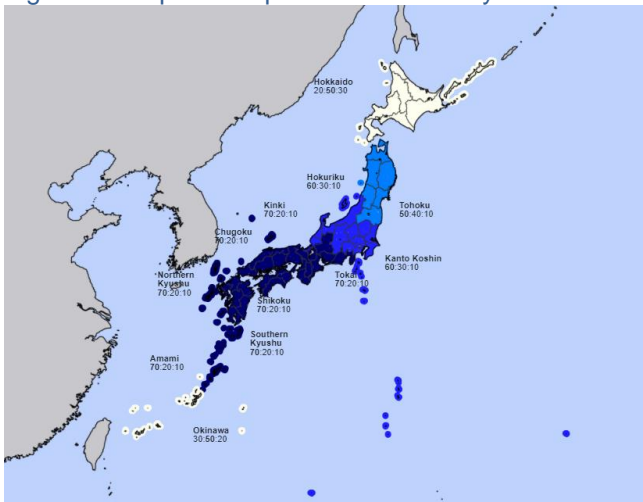 Hokkaido
20:50:30
Hokuriku
60:30:10
Kinki
70:20:10
Tohoku
50:40:10
Chugoku
70:20:10
Kanto Koshin
60:30:10
Tokai
70:20:10
Northern
Kyushu
70:20:10
Shikoku
70:20:10
Southern
Kyushu
70:20:10
Amami
70:20:10
Okinawa
30:50:20